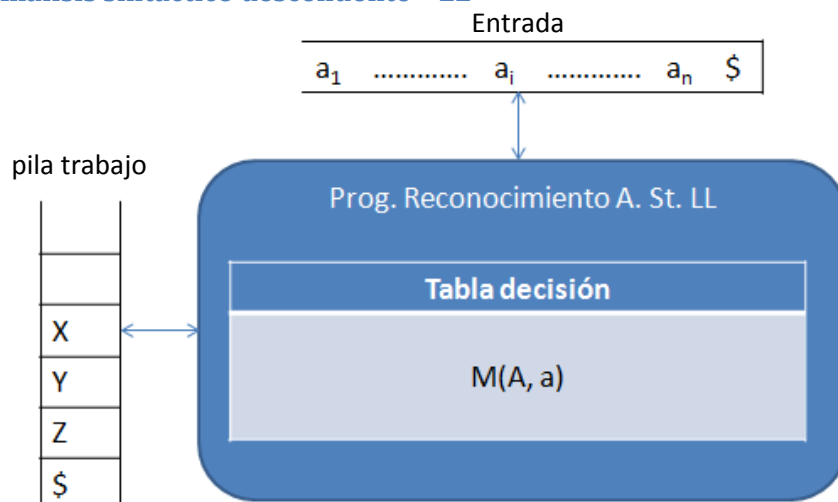 Entrada
a1 ............. ai ............. an $
pila trabajo
Prog. Reconocimiento A. St. LL
Tabla decisión
X
M(A, a)
Y
Z
$